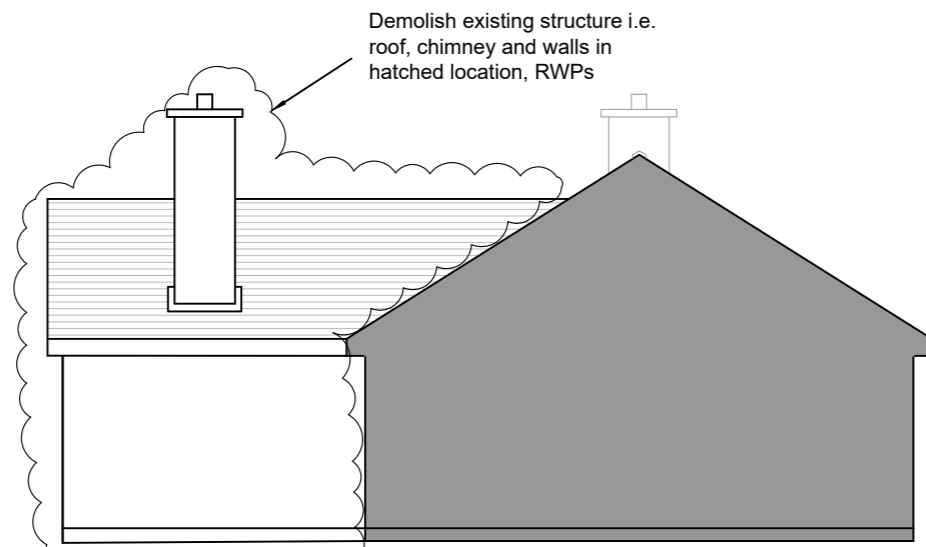 Demolish existing structure i.e.
roof, chimney and walls in
hatched location, RWPs